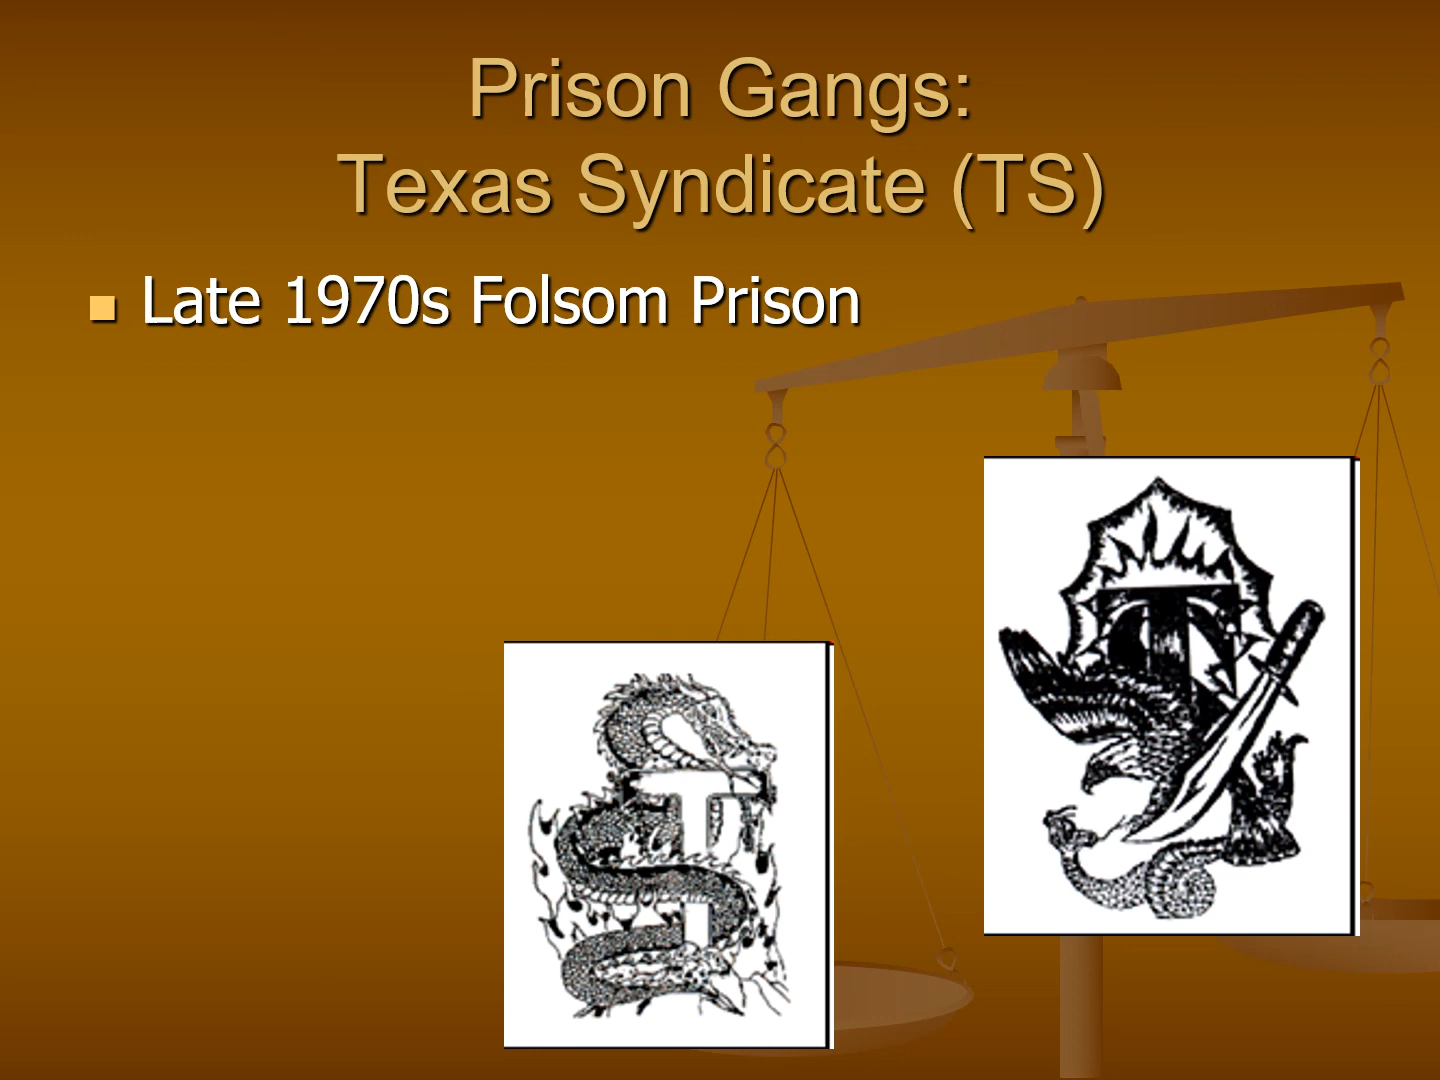 Prison Gangs:
Texas Syndicate (TS)
Late 1970s Folsom Prison
T
T